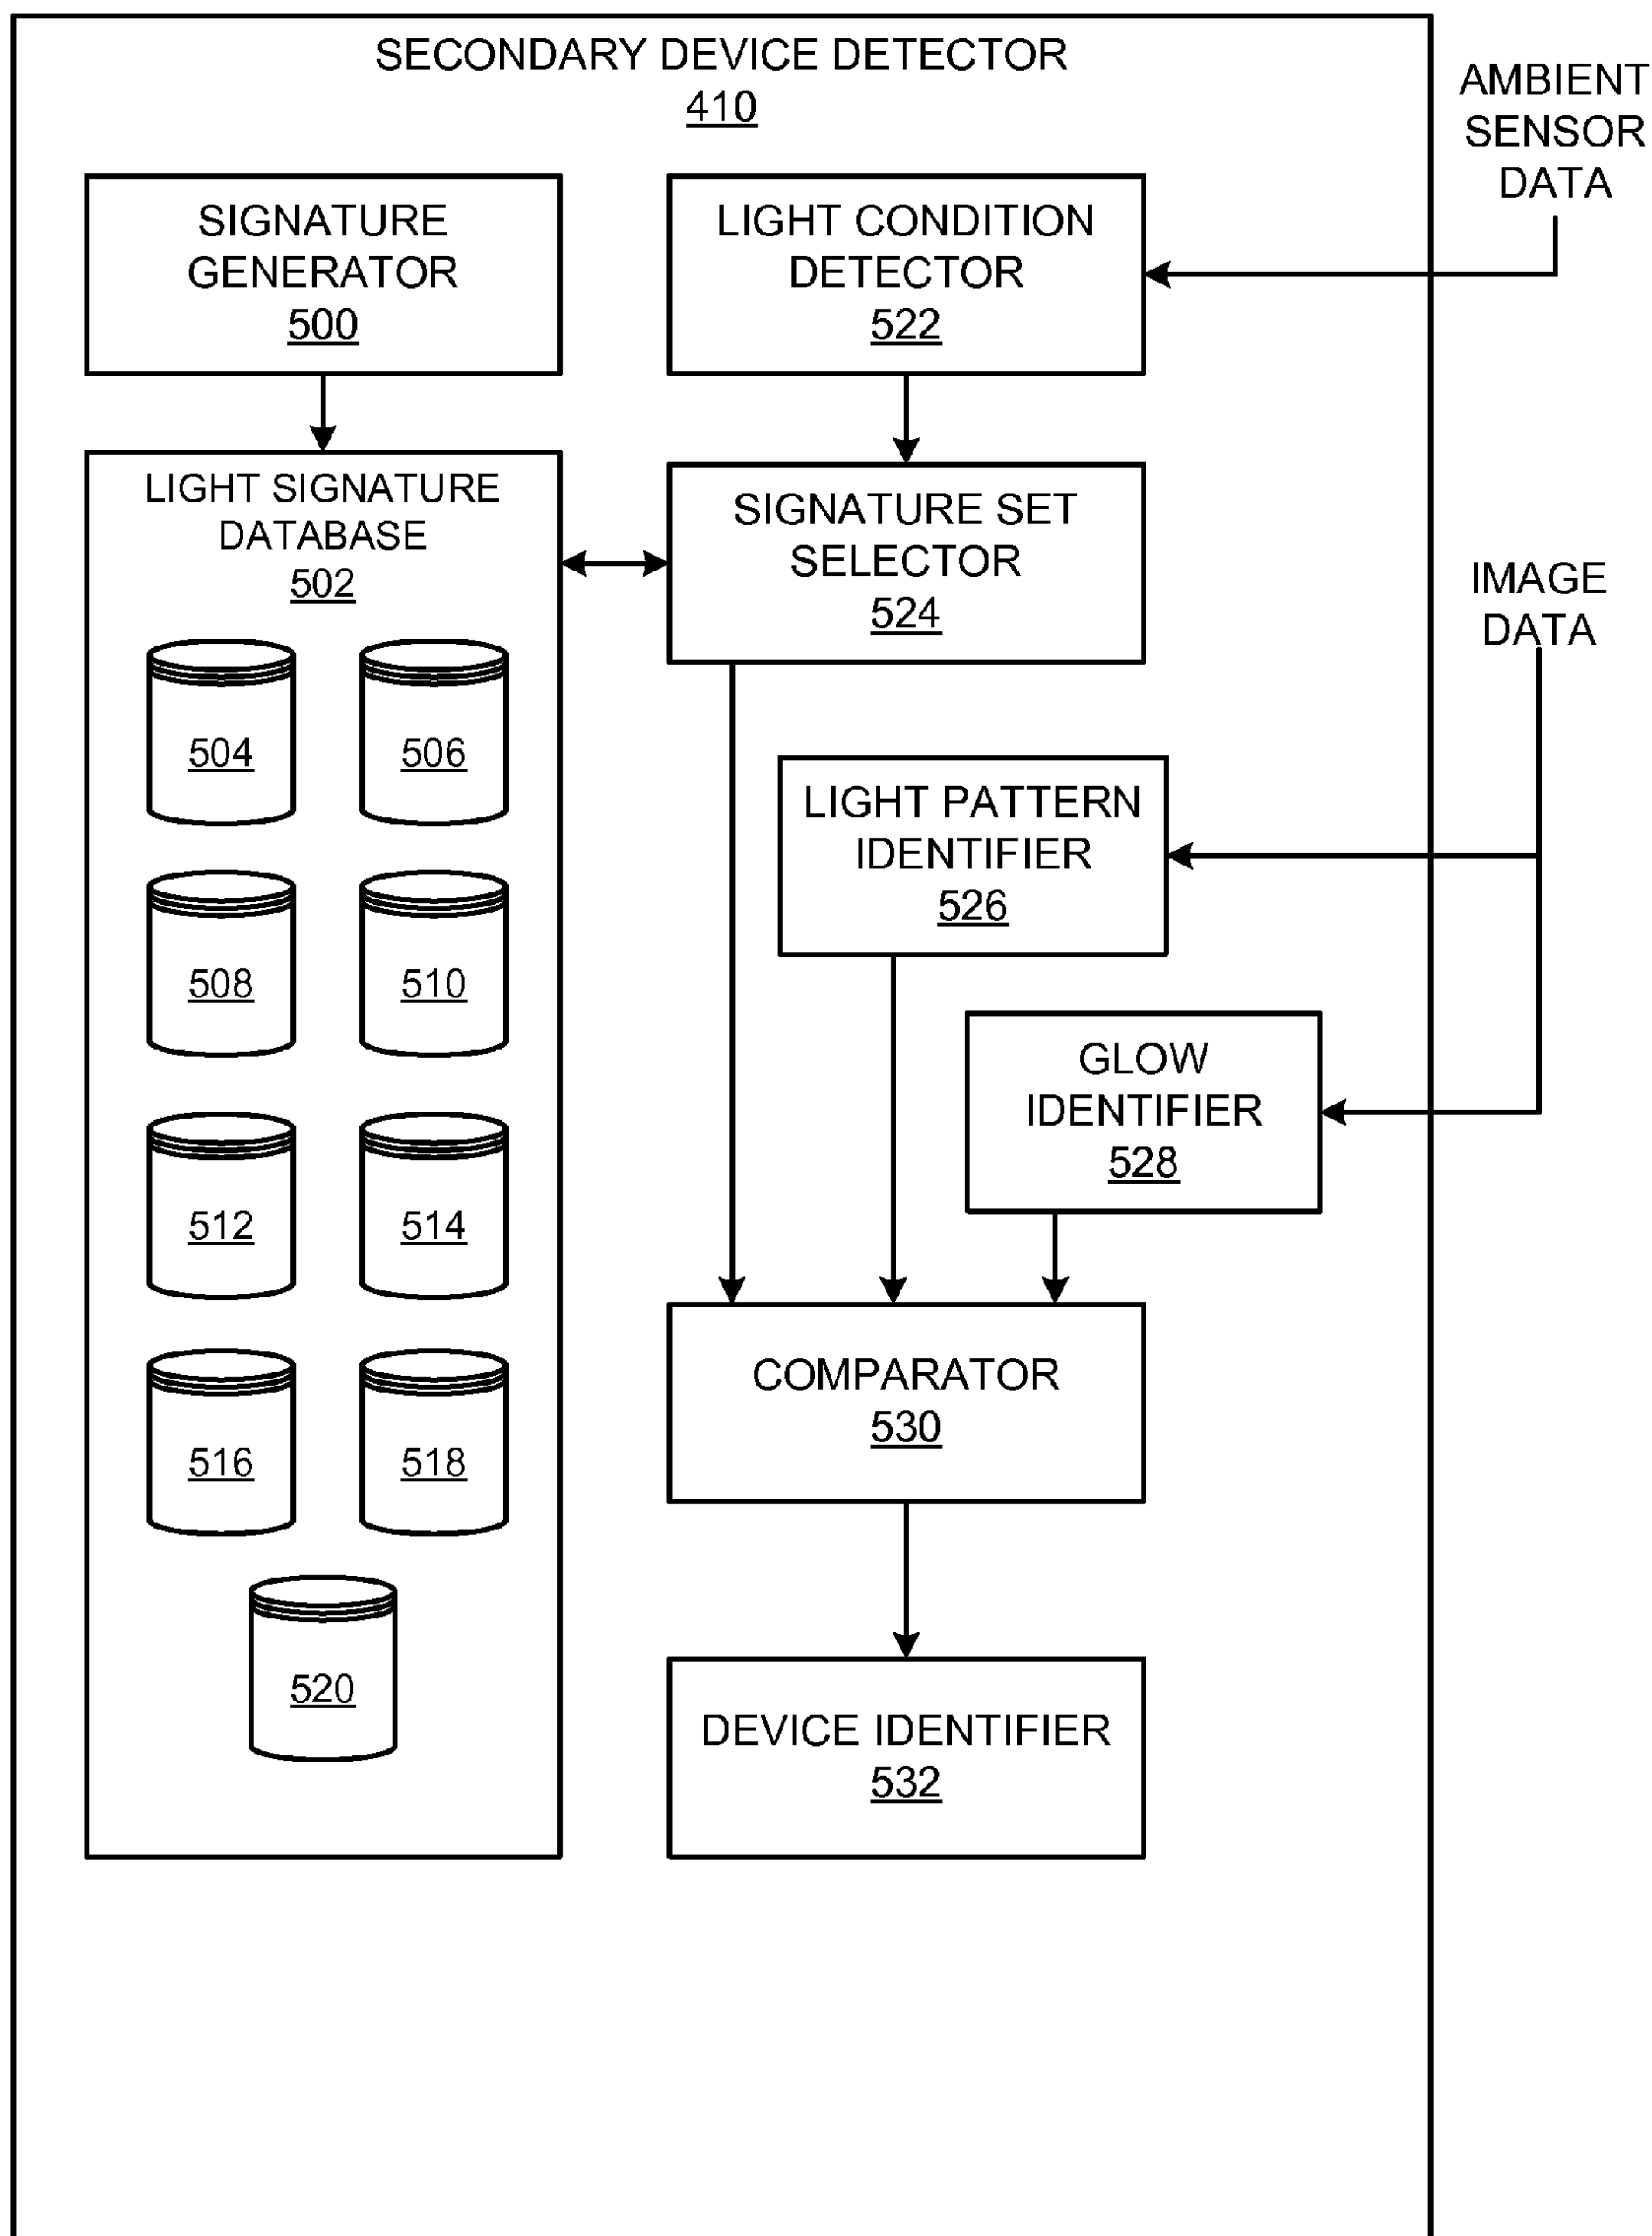 SECONDARY DEVICE DETECTOR
410
AMBIENT
SENSOR
DATA
SIGNATURE
GENERATOR
500
LIGHT CONDITION
DETECTOR
522
LIGHT SIGNATURE
DATABASE
502
SIGNATURE SET
SELECTOR
524
IMAGE
DATA
504
506
LIGHT PATTERN
IDENTIFIER
526
508
510
GLOW
IDENTIFIER
528
512
514
COMPARATOR
530
516
518
520
DEVICE IDENTIFIER
532